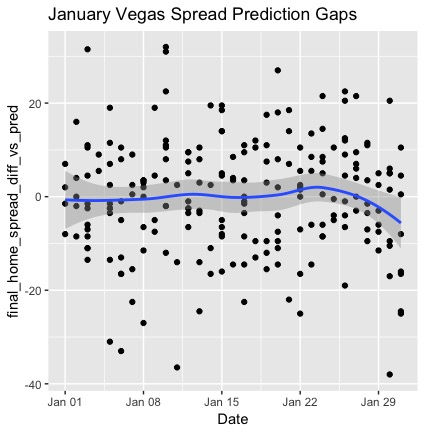 January Vegas Spread Prediction Gaps
final_home_spread_diff_vs_pred
20
0
-20
-40
Jan 01 Jan 08 Jan 15 Jan 22 Jan 29
Date